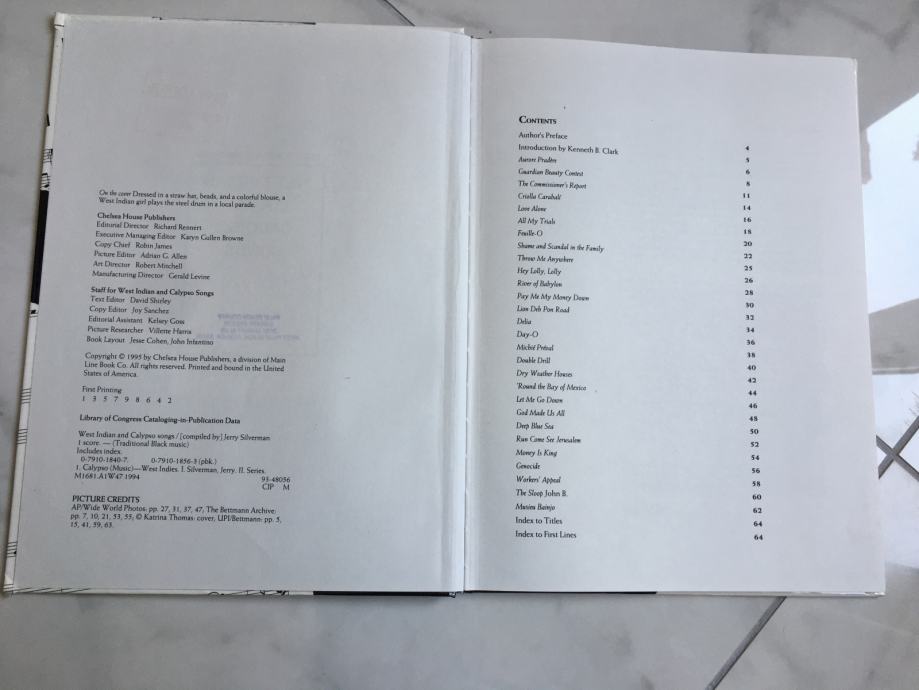 On the cover Dressed in a straw hat, beads, and a colorful blouse, a
West Indian girl plays the steel drum in a local parade.
Chelsea House Publishers
Editorial Director Richard Rennert
Executive Managing Editor Karyn Gullen Browne
Copy Chief Robin James
Picture Editor Adrian G. Allen
Art Director Robert Mitchell
Manufacturing Director Gerald Levine
Staff for West Indian and Calypso Songs
Text Editor David Shirley
Copy Editor Joy Sanchez
Editorial Assistant Kelsey Goss
Picture Researcher Villette Harris
Book Layout Jesse Cohen, John Infantino
Copyright © 1995 by Chelsea House Publishers, a division of Main
Line Book Co. All rights reserved. Printed and bound in the United
States of America.
First Printing
1 3 5 7 9 8 6 4 2
Library of Congress Cataloging-in-Publication Data
West Indian and Calypso songs / [compiled by] Jerry Silverman
1 score. — (Traditional Black music)
Includes index.
0-7910-1840-7. 0-7910-1856-3 (pbk.)
1. Calypso (Music)—West Indies. I. Silverman, Jerry. II. Series.
M1681.A1W47 1994 93-48056
CIP M
PICTURE CREDITS
AP/Wide World Photos: pp. 27, 31, 37, 47, The Bettmann Archive:
pp. 7, 10, 21, 53, 55; © Katrina Thomas: cover, UPI/Bettmann: pp. 5,
15, 41, 59, 63.
CONTENTS
Author's Preface 4
Introduction by Kenneth B. Clark 5
Aurore Pradère 6
Guardian Beauty Contest 8
The Commissioner's Report 11
Criolla Caraball 14
Love Alone 16
All My Trials 18
Feuille-O 20
Shame and Scandal in the Family 22
Throw Me Anywhere 25
Hey Lolly, Lolly 26
River of Babylon 28
Pay Me My Money Down 30
Lian Deh Pon Road 32
Delia 34
Day-O 36
Michié Préval 38
Double Drill 40
Dry Weather Houses 42
'Round the Bay of Mexico 44
Let Me Go Down 46
God Made Us All 48
Deep Blue Sea 50
Run Come See Jerusalem 52
Money Is King 54
Genocide 56
Workers' Appeal 58
The Sloop John B. 60
Musieu Bainjo 62
Index to Titles 64
Index to First Lines 64